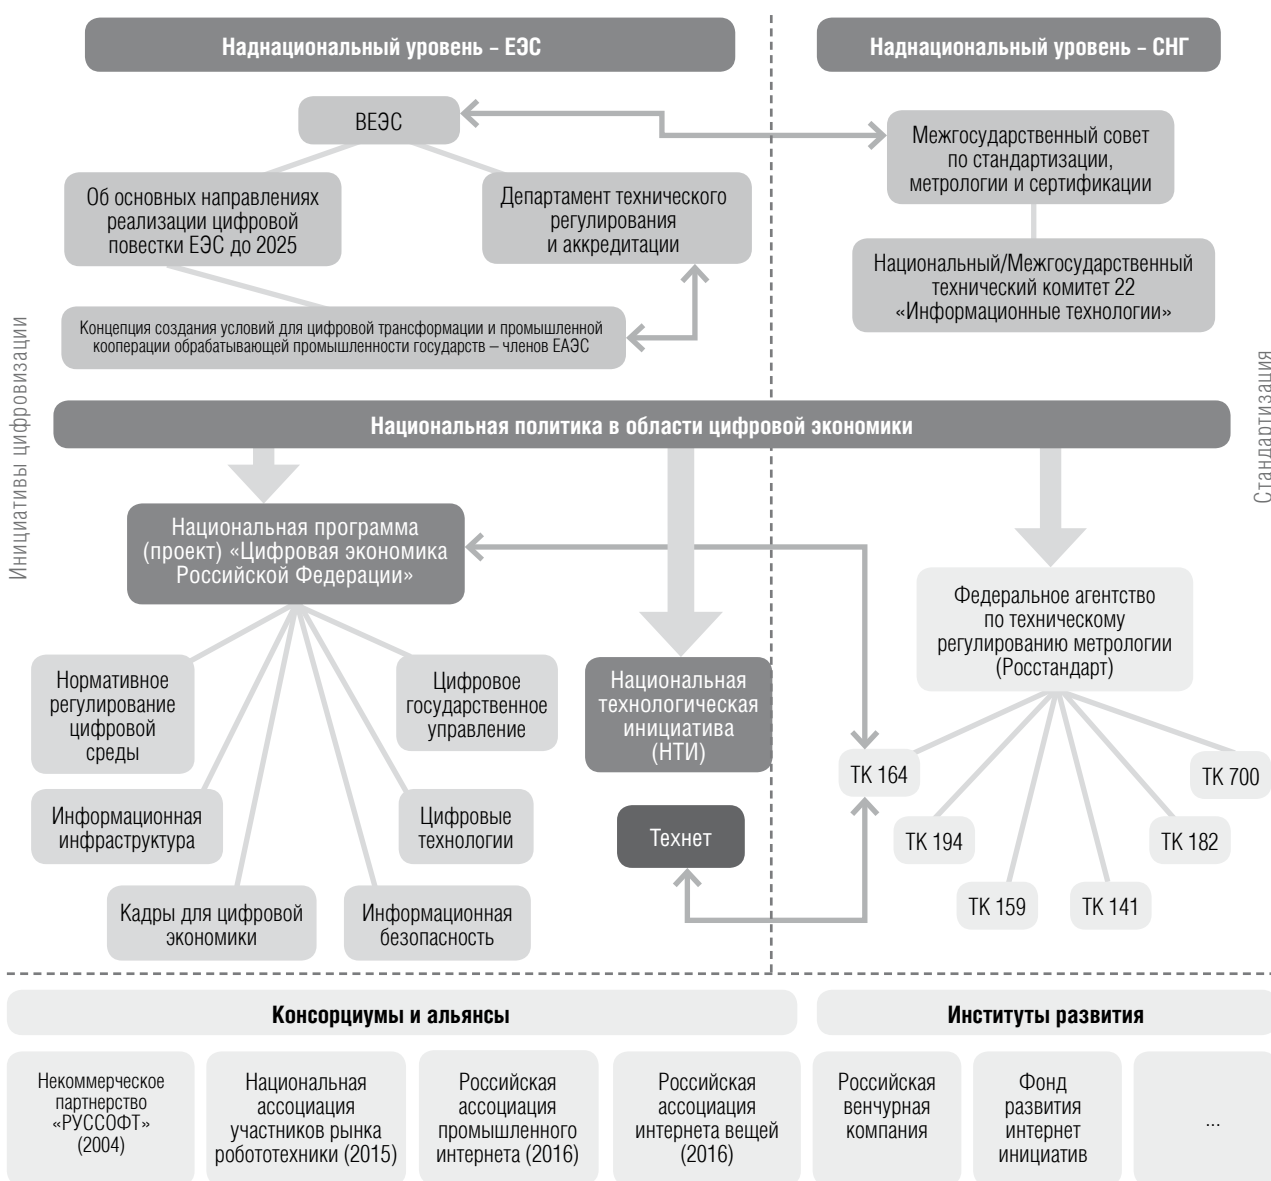 Наднациональный уровень – ЕЭС
Наднациональный уровень – СНГ
ВЕЭС
Межгосударственный совет
по стандартизации,
метрологии и сертификации
Об основных направлениях
реализации цифровой
повестки ЕЭС до 2025
Департамент технического
регулирования
и аккредитации
Национальный/Межгосударственный
технический комитет 22
«Информационные технологии»
Концепция создания условий для цифровой трансформации и промышленной
кооперации обрабатывающей промышленности государств – членов ЕАЭС
Инициативы цифровизации
Стандартизация
Национальная политика в области цифровой экономики
Национальная программа
(проект) «Цифровая экономика
Российской Федерации»
Федеральное агентство
по техническому
регулированию метрологии
(Росстандарт)
Нормативное
регулирование
цифровой
среды
Цифровое
государственное
управление
Национальная
технологическая
инициатива
(НТИ)
Информационная
инфраструктура
Цифровые
технологии
Технет
Кадры для цифровой
экономики
Информационная
безопасность
ТК 164
ТК 700
ТК 194
ТК 182
ТК 159
ТК 141
Консорциумы и альянсы
Институты развития
Некоммерческое
партнерство
«РУССОФТ»
(2004)
Национальная
ассоциация
участников рынка
робототехники (2015)
Российская
ассоциация
промышленного
интернета (2016)
Российская
ассоциация
интернета вещей
(2016)
Российская
венчурная
компания
Фонд
развития
интернет
инициатив
...